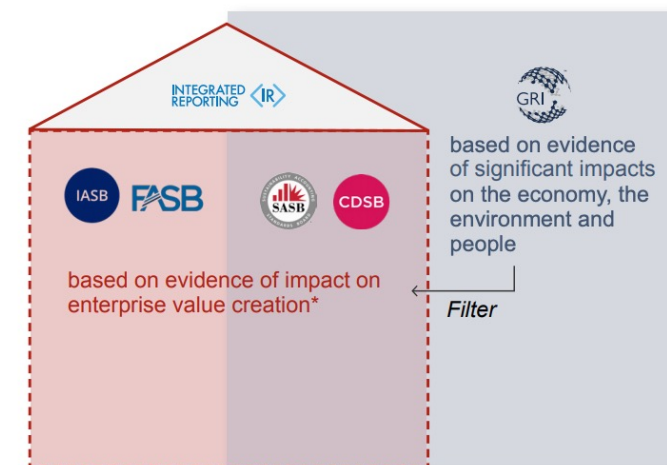 INTEGRATED
REPORTING <IR>
GRI
based on evidence
of significant impacts
on the economy, the
environment and
people
IASB
FASB
SASB
CDSB
based on evidence of impact on
enterprise value creation*
Filter